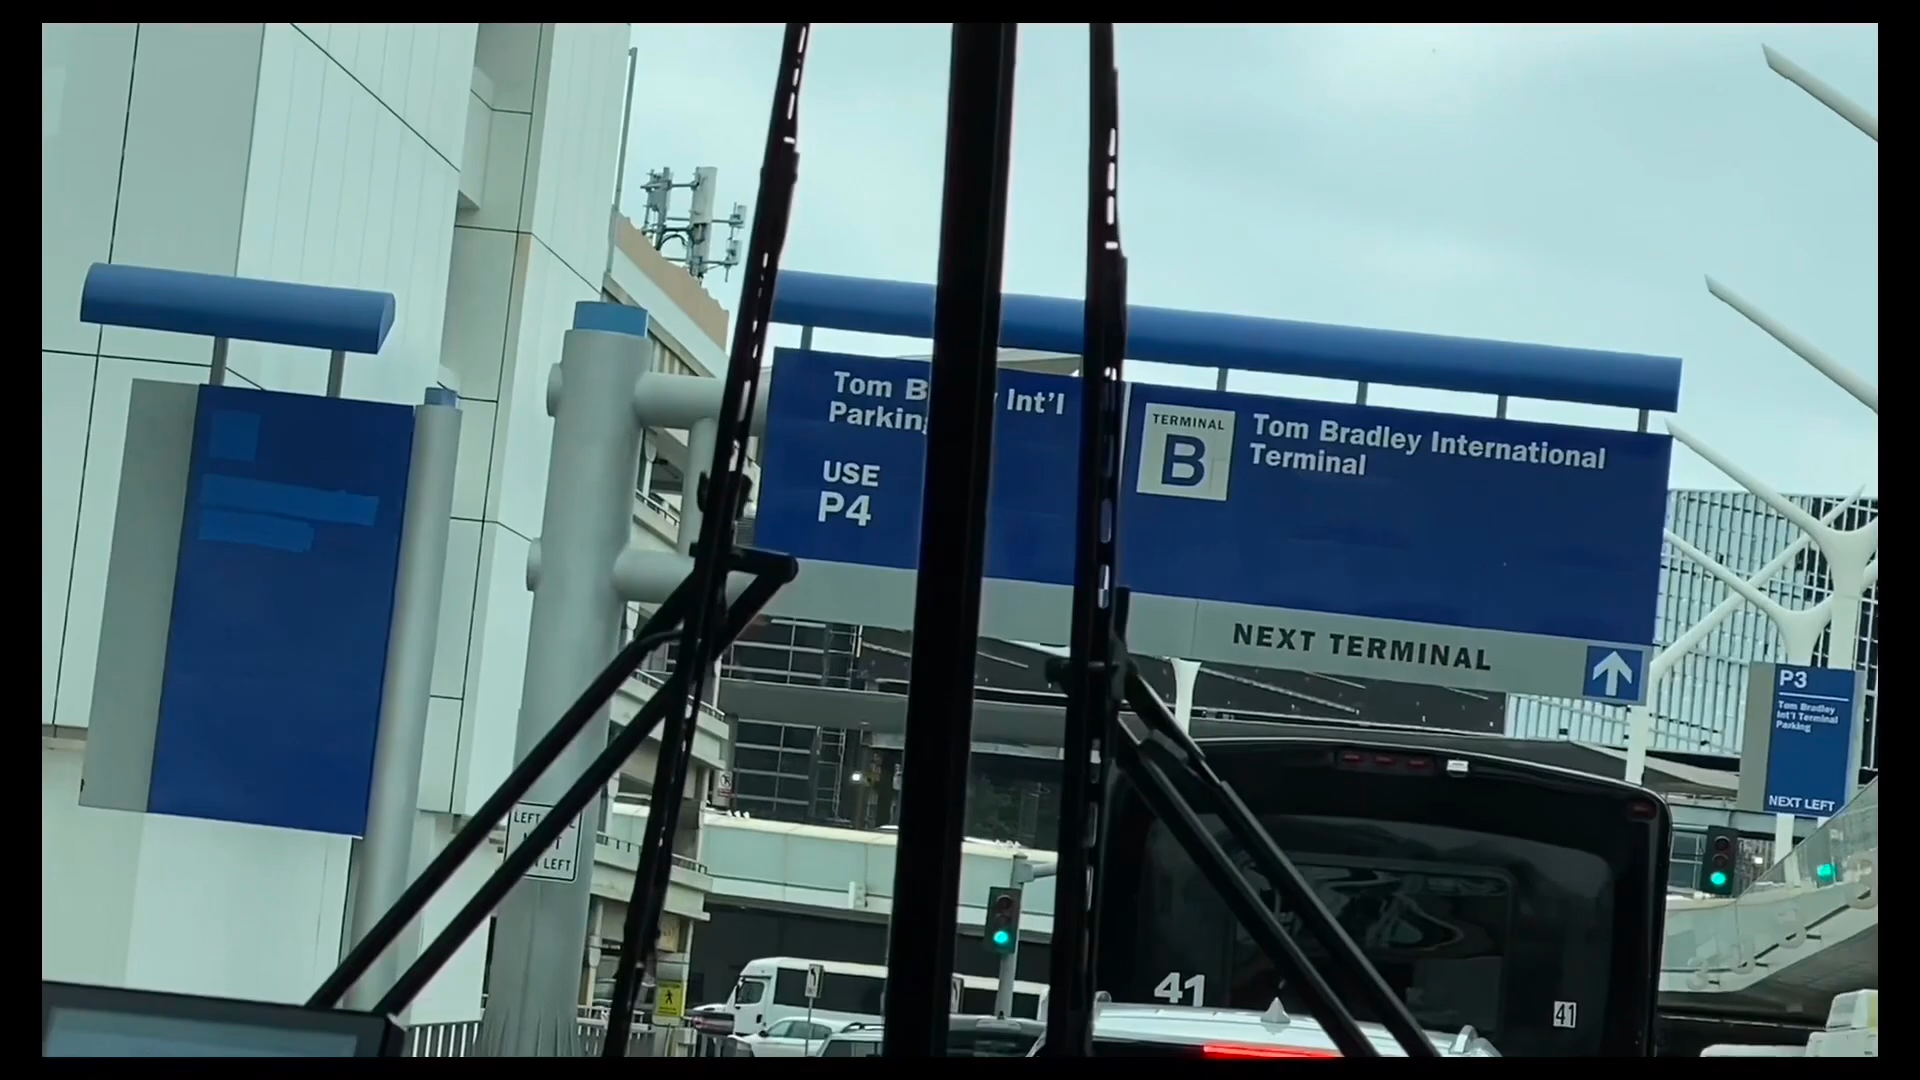 Tom B y Int'l
Parking
USE
P4
TERMINAL
B
Tom Bradley International
Terminal
NEXT TERMINAL
P3
Tom Bradley
Int'l Terminal
Parking
NEXT LEFT
LEFT
LEFT
41
41